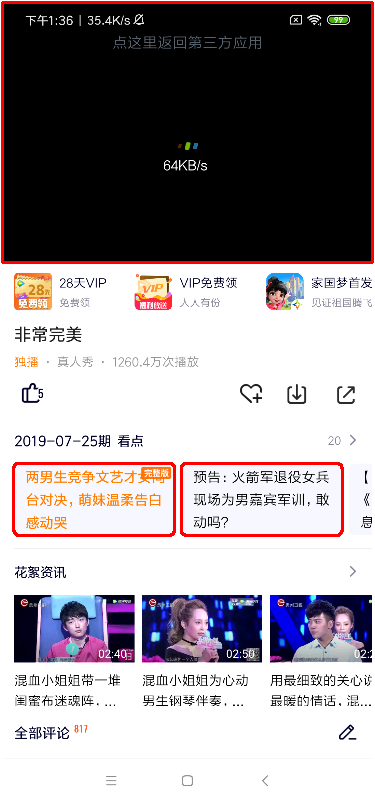 下午1:36 | 35.4K/s
99
点这里返回第三方应用
64KB/s
28天VIP
免费领
VIP免费领
人人有份
家国梦首发
见证祖国腾飞
28天
免费领
VIP
非常完美
独播 · 真人秀 · 1260.4万次播放
5
2019-07-25期 看点
20
完整版
两男生竞争文艺才女同
台对决，萌妹温柔告白
感动哭
预告：火箭军退役女兵
现场为男嘉宾军训，敢
动吗？
【
《
息
花絮资讯
02:40
02:50
混血小姐姐带一堆
闺蜜布迷魂阵，...
混血小姐姐为心动
男生钢琴伴奏，...
用最细致的关心诉
最暖的情话，混...
全部评论 817